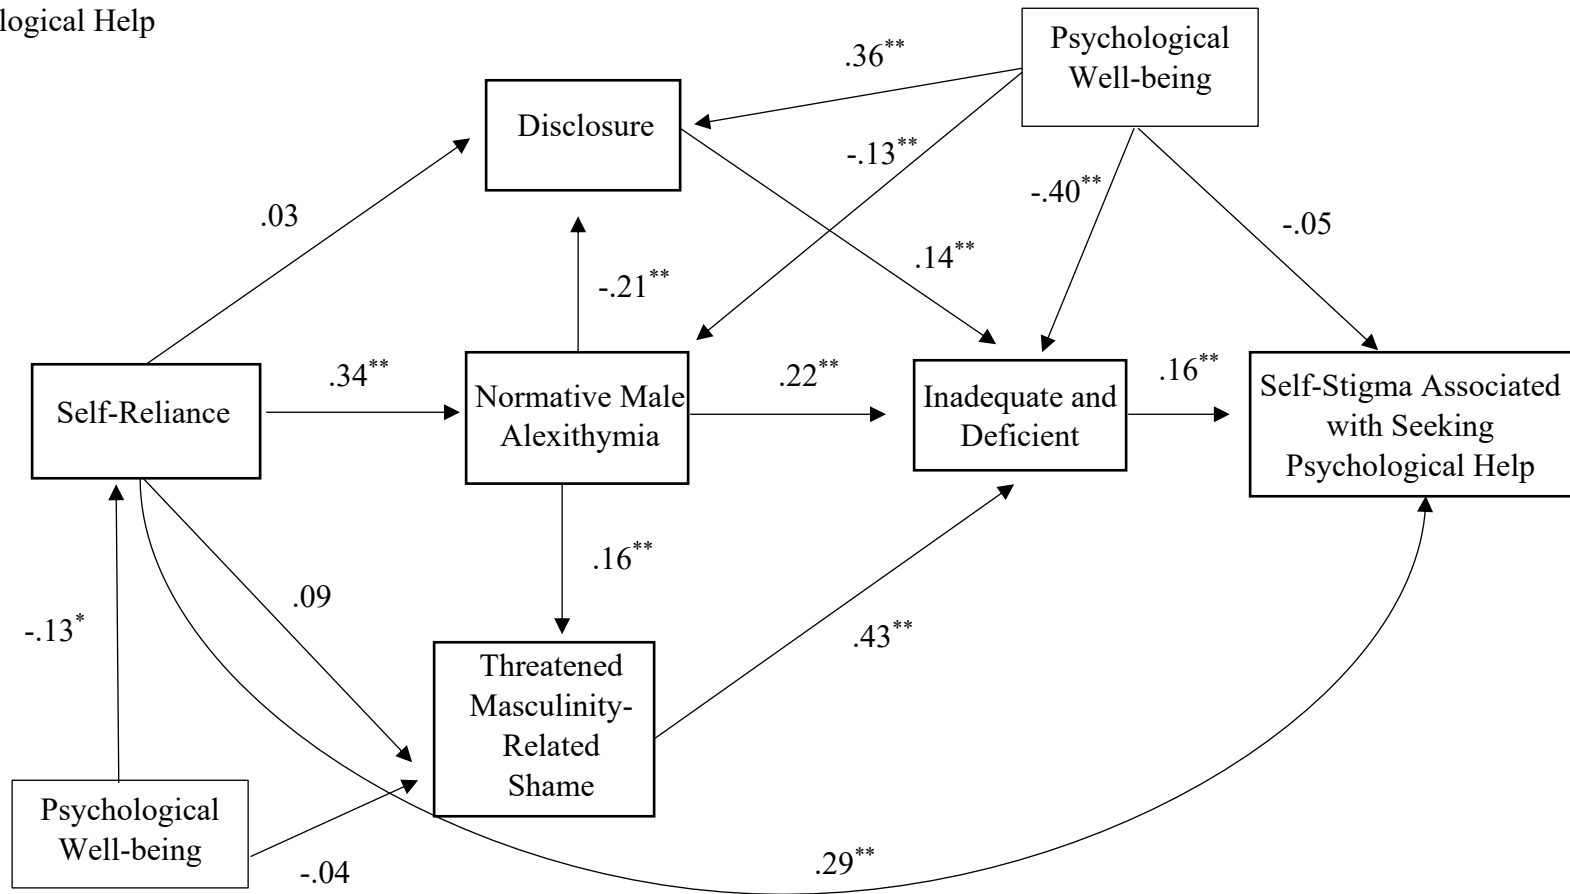 logical Help
Psychological
Well-being
.36**
Disclosure
-.13**
-.40**
.03
-.05
.14**
-.21**
.34**
.22**
.16**
Self-Reliance
Normative Male
Alexithymia
Inadequate and
Deficient
Self-Stigma Associated
with Seeking
Psychological Help
.16**
.09
-.13*
.43**
Threatened
Masculinity-
Related
Shame
Psychological
Well-being
-.04
.29**